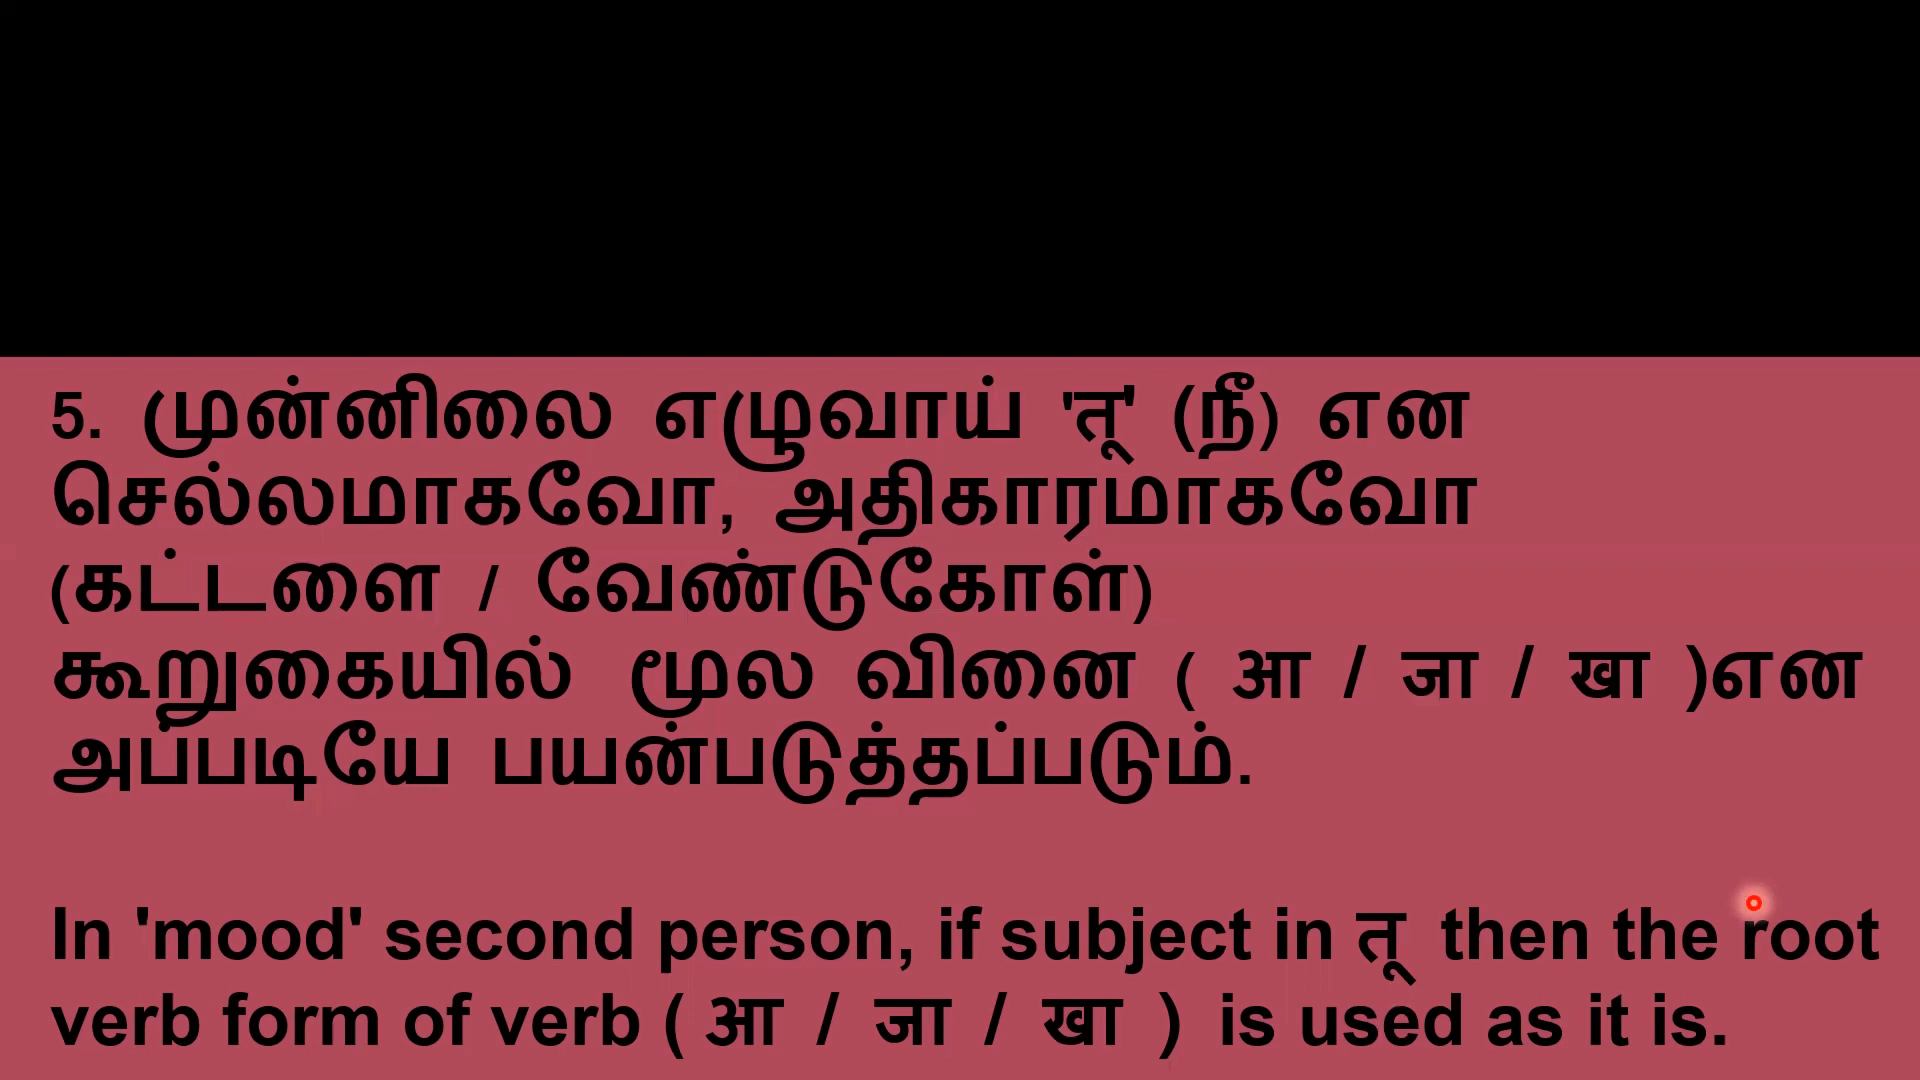 5. முன்னிலை எழுவாய் 'तू' (நீ) என
செல்லமாகவோ, அதிகாரமாகவோ
(கட்டளை / வேண்டுகோள்)
கூறுகையில் மூல வினை ( आ / जा / खा )என
அப்படியே பயன்படுத்தப்படும்.
In 'mood' second person, if subject in तू then the root
verb form of verb ( आ / जा / खा ) is used as it is.